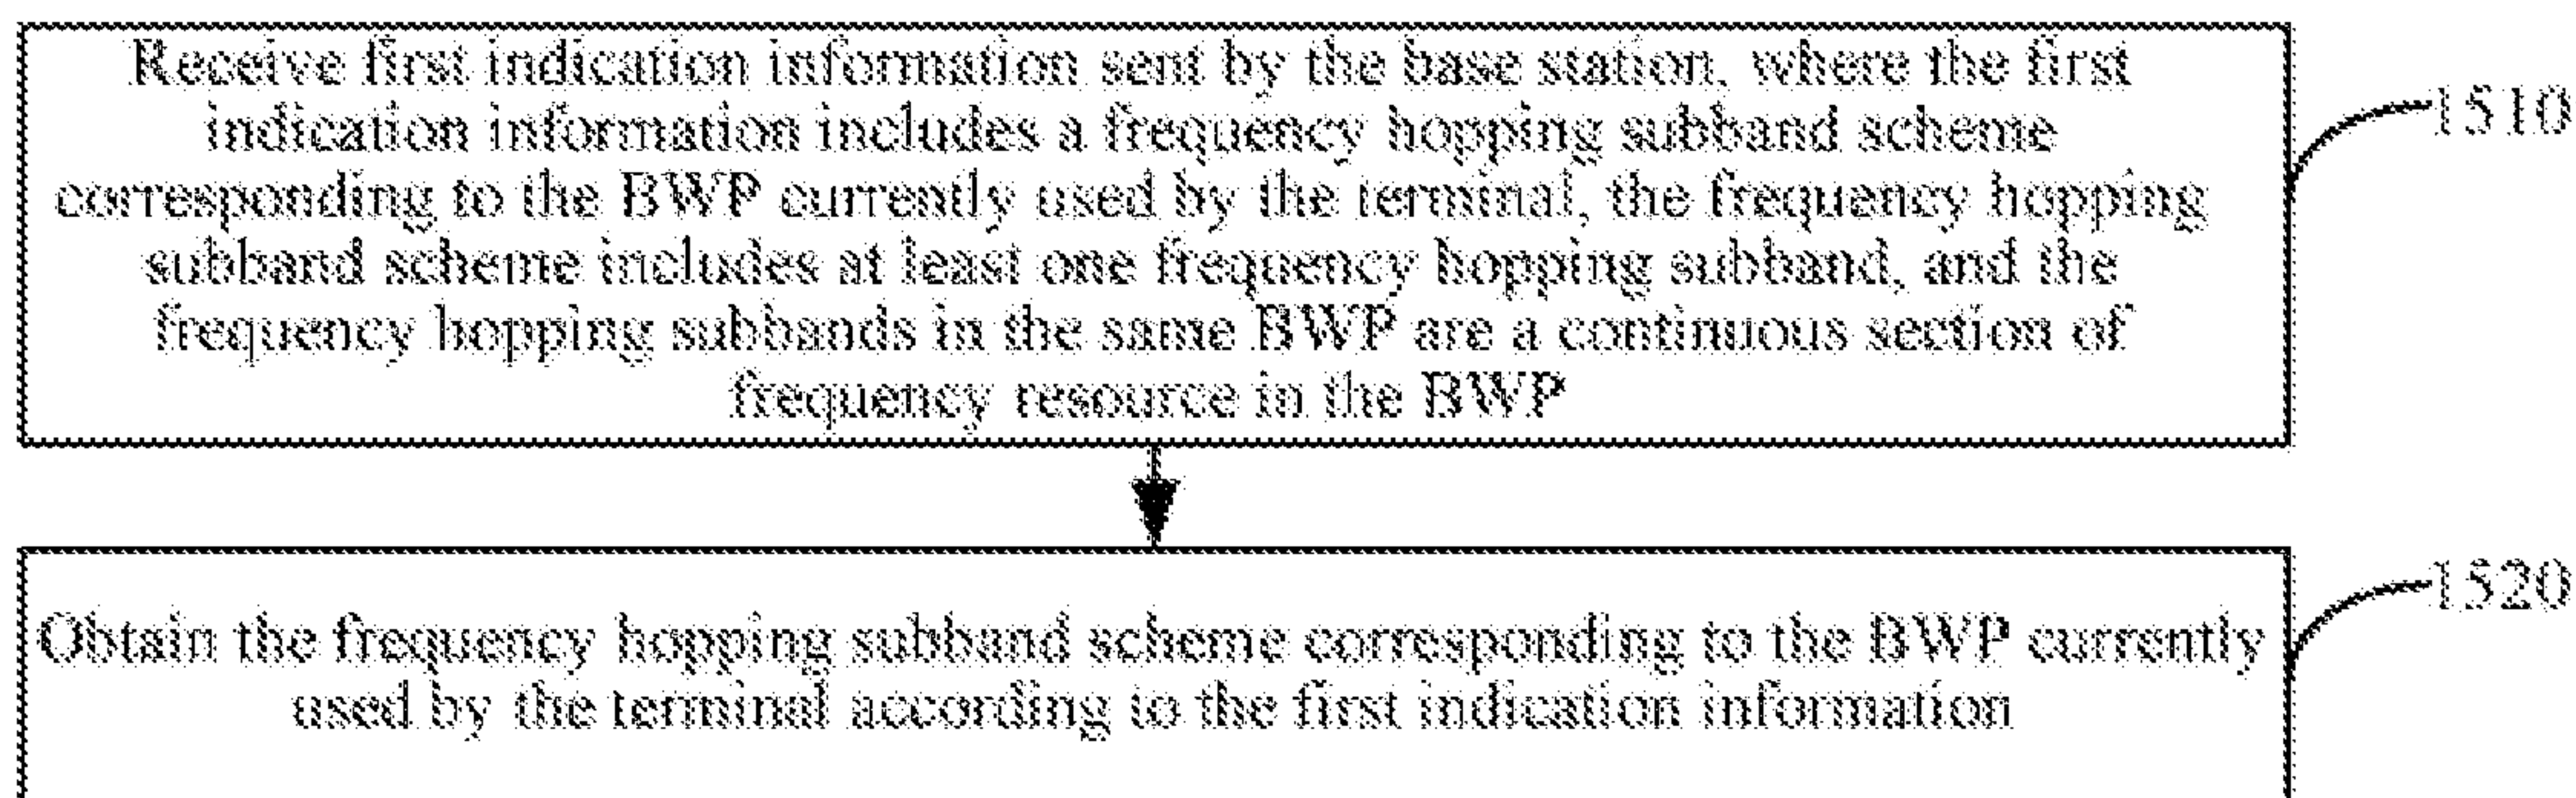 Receive first indication information sent by the base station, where the first
indication information includes a frequency hopping subband scheme
corresponding to the BWP currently used by the terminal, the frequency hopping
subband scheme includes at least one frequency hopping subband, and the
frequency hopping subbands in the same BWP are a continuous section of
frequency resource in the BWP
1510
Obtain the frequency hopping subband scheme corresponding to the BWP currently
used by the terminal according to the first indication information
1520